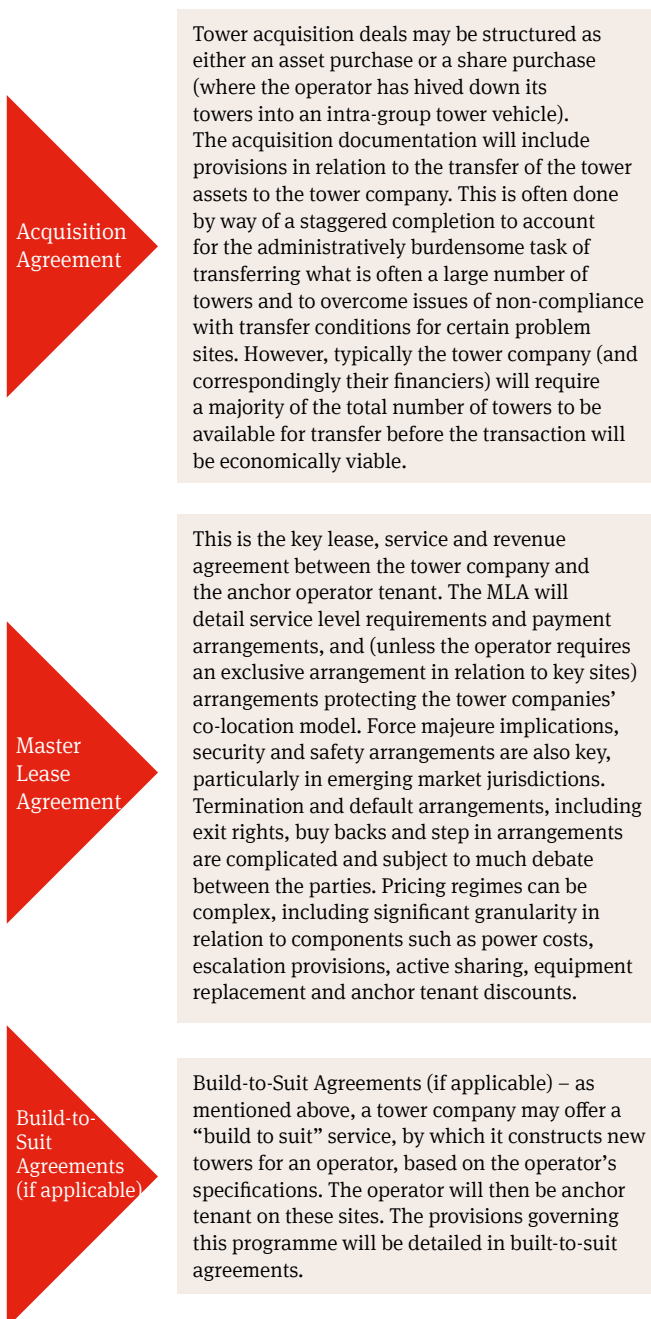 Acquisition
Agreement
Tower acquisition deals may be structured as
either an asset purchase or a share purchase
(where the operator has hived down its
towers into an intra-group tower vehicle).
The acquisition documentation will include
provisions in relation to the transfer of the tower
assets to the tower company. This is often done
by way of a staggered completion to account
for the administratively burdensome task of
transferring what is often a large number of
towers and to overcome issues of non-compliance
with transfer conditions for certain problem
sites. However, typically the tower company (and
correspondingly their financiers) will require
a majority of the total number of towers to be
available for transfer before the transaction will
be economically viable.
Master
Lease
Agreement
This is the key lease, service and revenue
agreement between the tower company and
the anchor operator tenant. The MLA will
detail service level requirements and payment
arrangements, and (unless the operator requires
an exclusive arrangement in relation to key sites)
arrangements protecting the tower companies’
co-location model. Force majeure implications,
security and safety arrangements are also key,
particularly in emerging market jurisdictions.
Termination and default arrangements, including
exit rights, buy backs and step in arrangements
are complicated and subject to much debate
between the parties. Pricing regimes can be
complex, including significant granularity in
relation to components such as power costs,
escalation provisions, active sharing, equipment
replacement and anchor tenant discounts.
Build-to-
Suit
Agreements
(if applicable)
Build-to-Suit Agreements (if applicable) – as
mentioned above, a tower company may offer a
“build to suit” service, by which it constructs new
towers for an operator, based on the operator’s
specifications. The operator will then be anchor
tenant on these sites. The provisions governing
this programme will be detailed in built-to-suit
agreements.